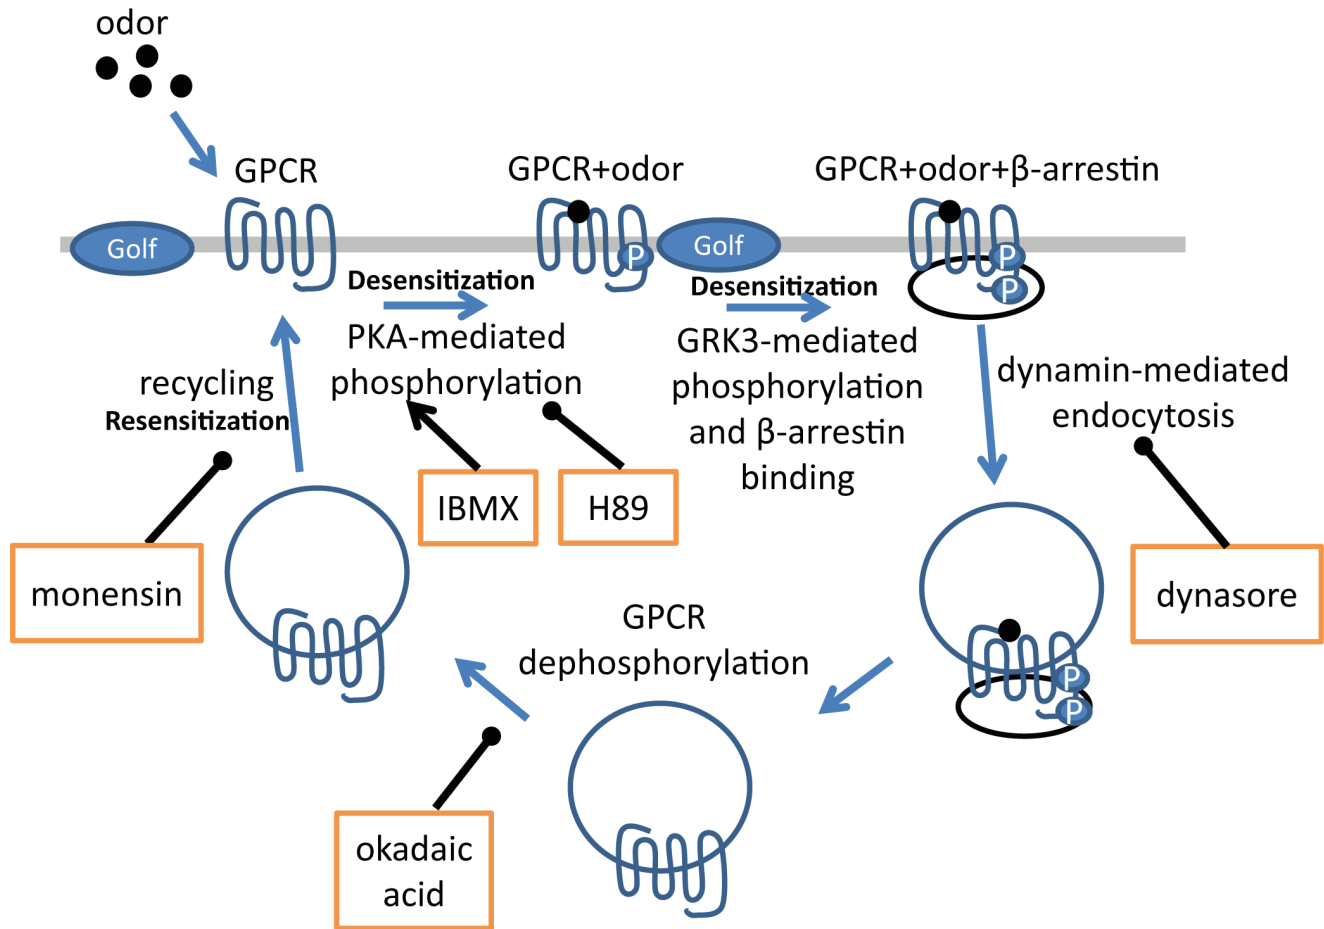 odor
GPCR
GPCR+odor
GPCR+odor+β-arrestin
Golf
P
Golf
P
P
Desensitization
Desensitization
PKA-mediated
phosphorylation
GRK3-mediated
phosphorylation
and β-arrestin
binding
dynamin-mediated
endocytosis
recycling
Resensitization
IBMX
H89
monensin
dynasore
GPCR
dephosphorylation
P
P
okadaic
acid